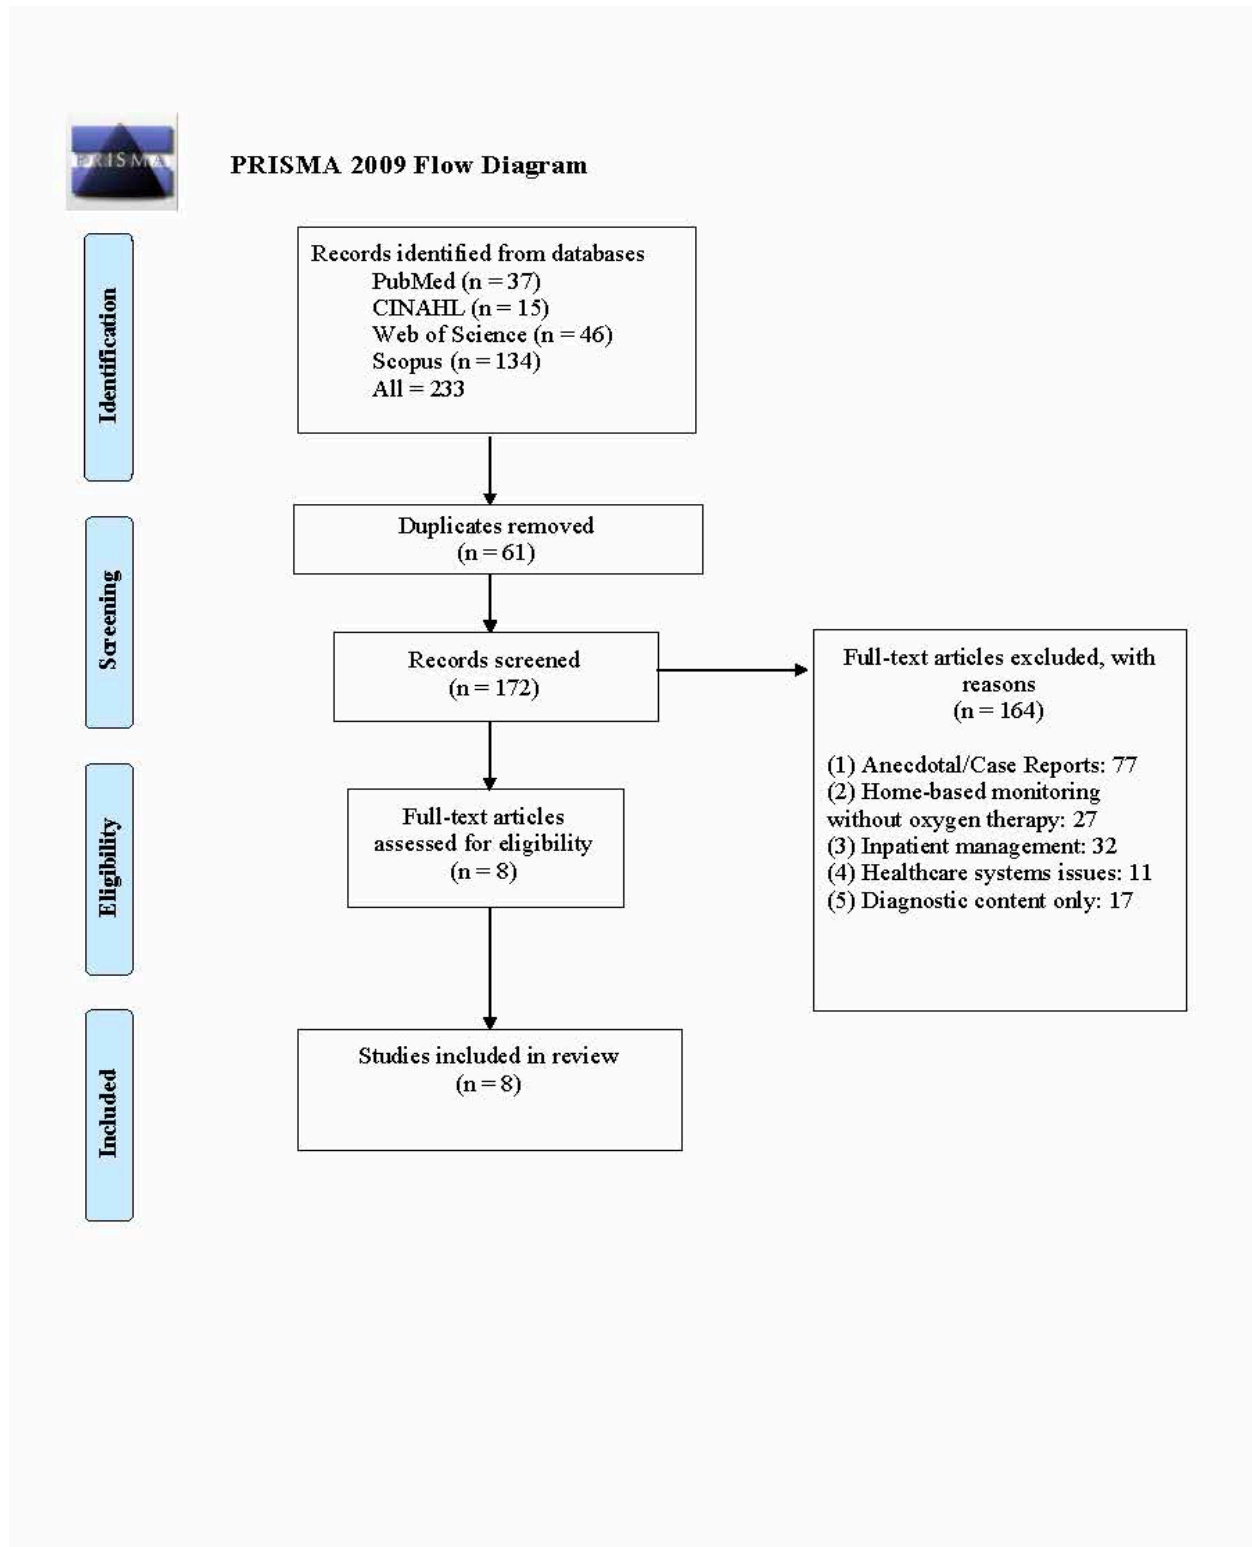 PRISMA
PRISMA 2009 Flow Diagram
Identification
Records identified from databases
PubMed (n = 37)
CINAHL (n = 15)
Web of Science (n = 46)
Scopus (n = 134)
All = 233
Screening
Duplicates removed
(n = 61)
Records screened
(n = 172)
Full-text articles excluded, with
reasons
(n = 164)
(1) Anecdotal/Case Reports: 77
(2) Home-based monitoring
without oxygen therapy: 27
(3) Inpatient management: 32
(4) Healthcare systems issues: 11
(5) Diagnostic content only: 17
Eligibility
Full-text articles
assessed for eligibility
(n = 8)
Included
Studies included in review
(n = 8)